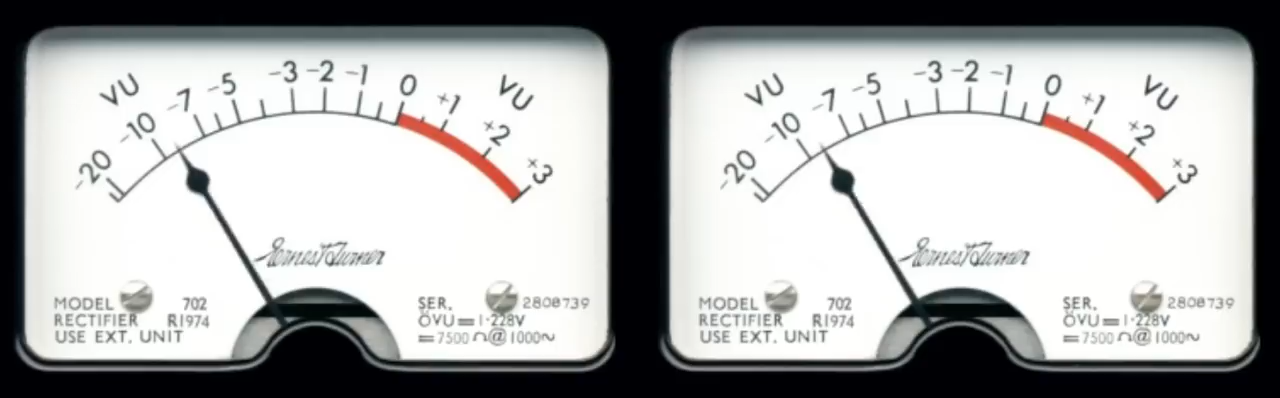 VU VU
-20 -10 -7 -5 -3 -2 -1 0 +1 +2 +3
Ernest Turner
MODEL 702
RECTIFIER R1974
USE EXT. UNIT
SER, 2808739
ÖVU=1·228V
=7500 ∩@1000~
VU VU
-20 -10 -7 -5 -3 -2 -1 0 +1 +2 +3
Ernest Turner
MODEL 702
RECTIFIER R1974
USE EXT. UNIT
SER, 2808739
ÖVU=1·228V
=7500 ∩@1000~